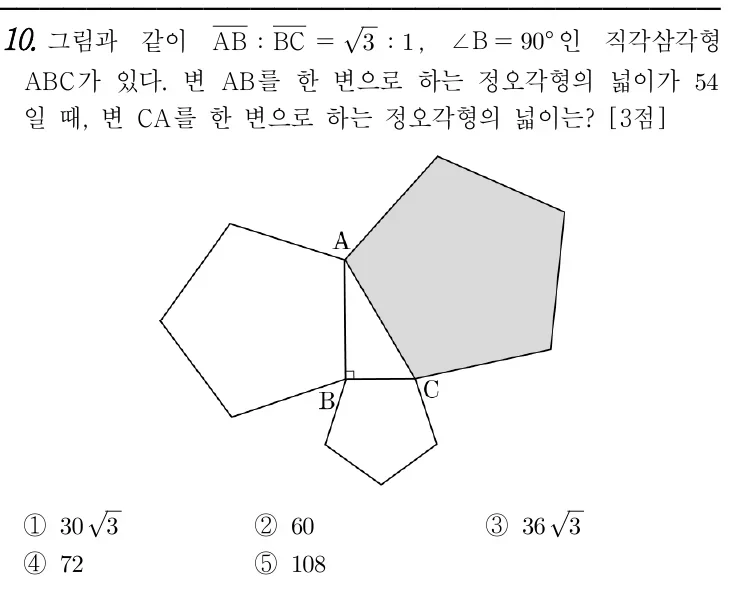 10. 그림과 같이 $\overline{AB} : \overline{BC} = \sqrt{3} : 1$, ∠B = 90°인 직각삼각형
ABC가 있다. 변 AB를 한 변으로 하는 정오각형의 넓이가 54
일 때, 변 CA를 한 변으로 하는 정오각형의 넓이는? [3점]
A
B
C
① 30√3 ② 60 ③ 36√3
④ 72 ⑤ 108